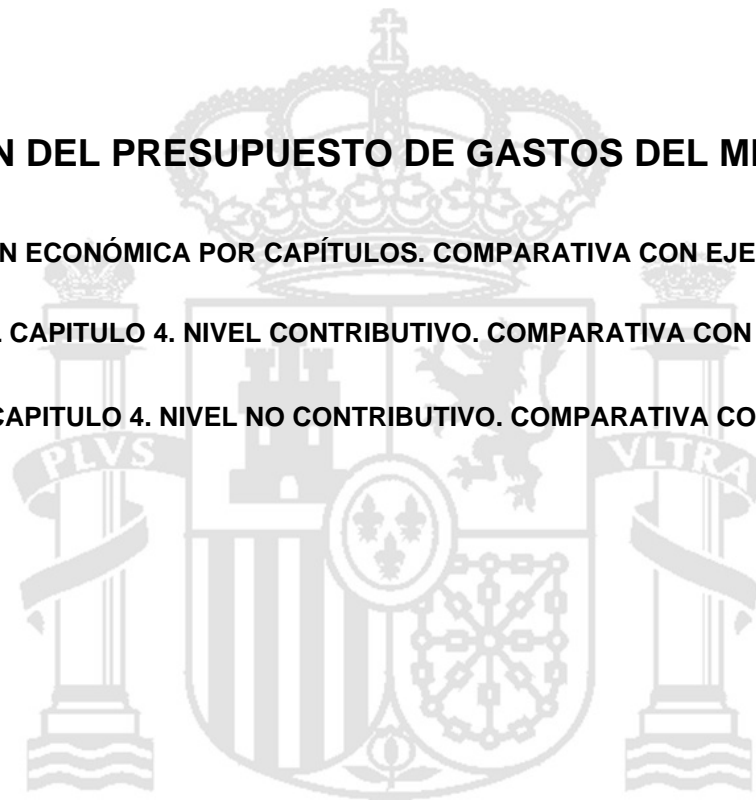 N DEL PRESUPUESTO DE GASTOS DEL
N ECONÓMICA POR CAPÍTULOS. COMPARATIVA CON EJE
CAPITULO 4. NIVEL CONTRIBUTIVO. COMPARATIVA CON
CAPITULO 4. NIVEL NO CONTRIBUTIVO. COMPARATIVA CO
PLVS VLTRA